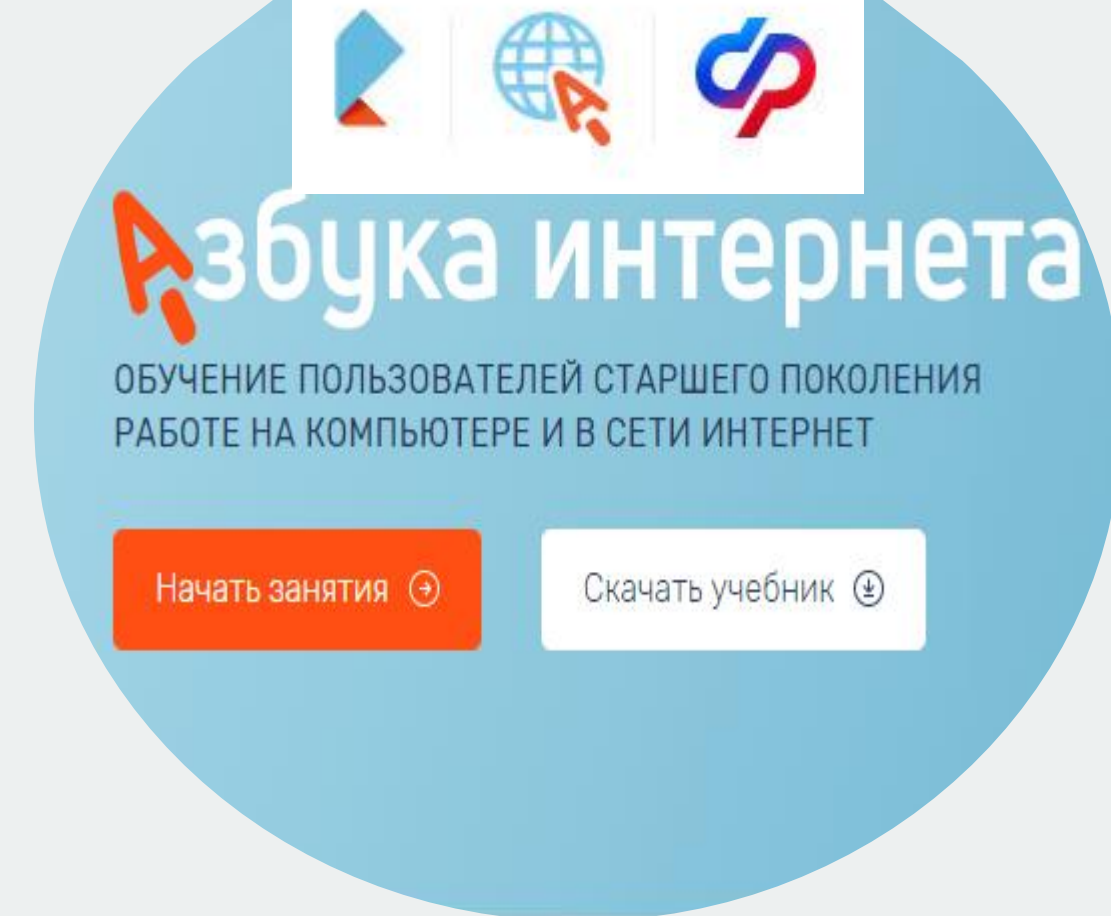 Азбука интернета
ОБУЧЕНИЕ ПОЛЬЗОВАТЕЛЕЙ СТАРШЕГО ПОКОЛЕНИЯ
РАБОТЕ НА КОМПЬЮТЕРЕ И В СЕТИ ИНТЕРНЕТ
Начать занятия
Скачать учебник